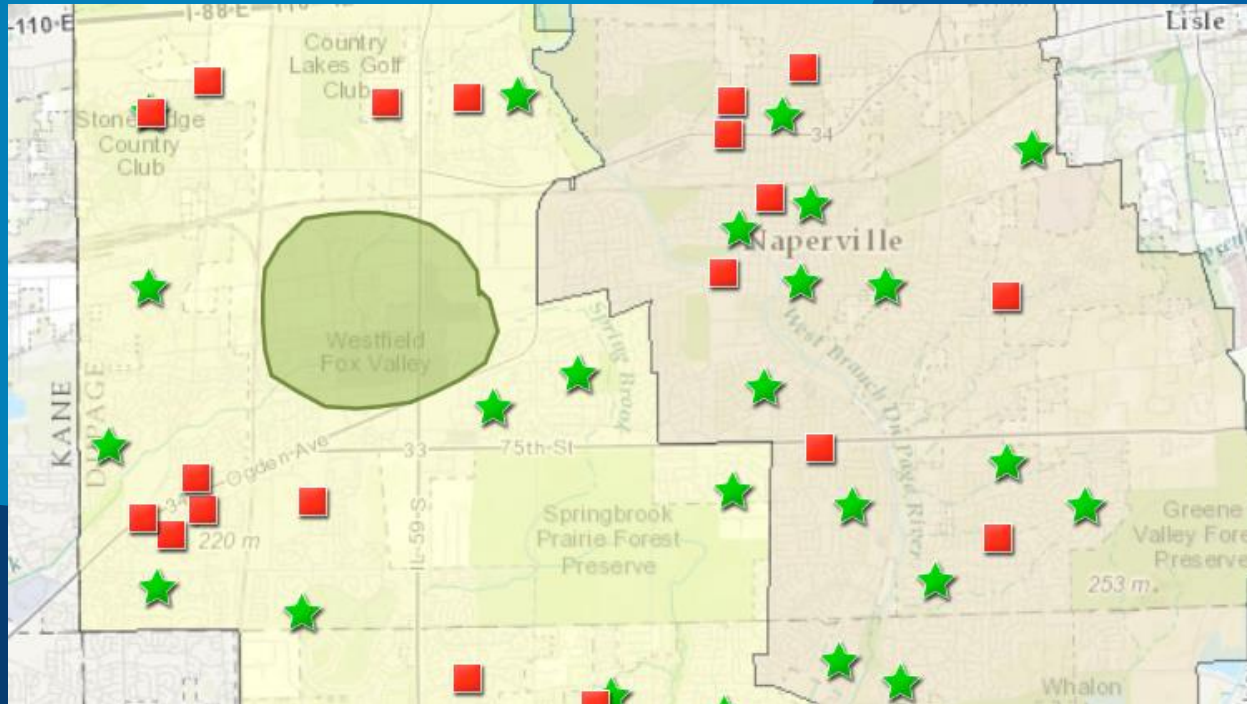 -110-E
I-88-E
Lisle
Country
Lakes Golf
Club
Country
Club
34
Naperville
Westfield
Fox Valley
Spring Brook
West Branch Du Page River
KANE
DUPAGE
33
75th-St
Ogden-Ave
34
220 m
IL-59-S
Springbrook
Prairie Forest
Preserve
Greene
Valley Fore
Preserve
253 m
Whalon